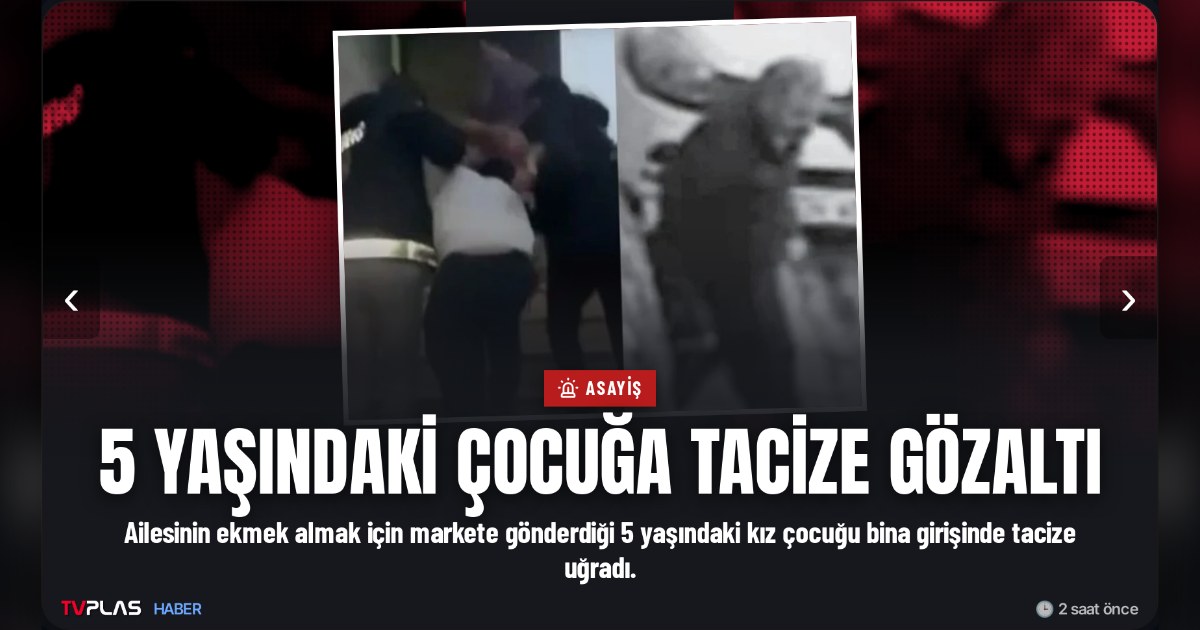 ASAYİŞ
5 YAŞINDAKİ ÇOCUĞA TACİZE GÖZALTI
Ailesinin ekmek almak için markete gönderdiği 5 yaşındaki kız çocuğu bina girişinde tacize
uğradı.
TVPLAS HABER
2 saat önce